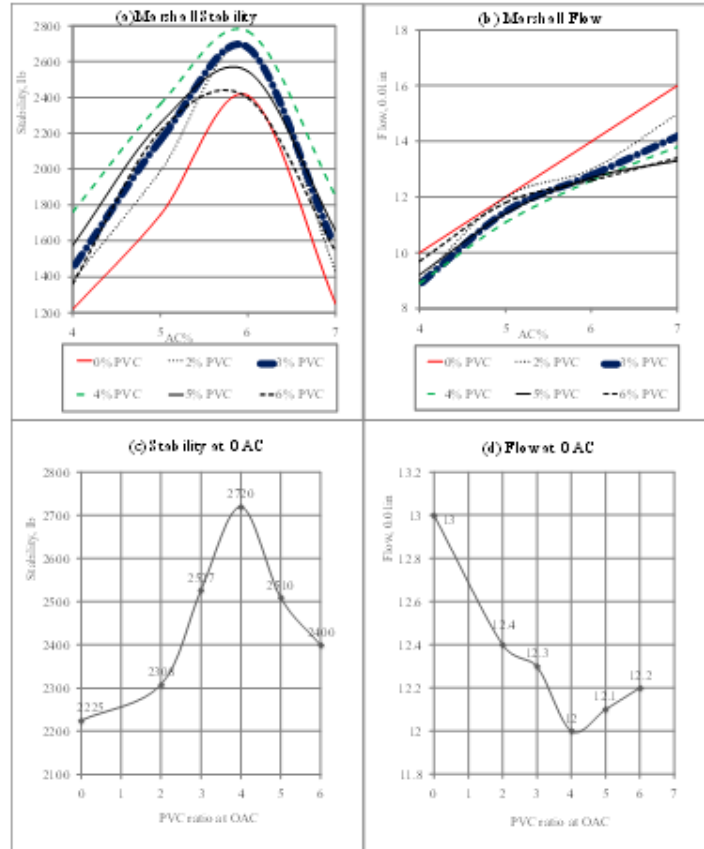 (a)Marshall Stability
Stability, lb
2800
2600
2400
2200
2000
1800
1600
1400
1200
4
5
6
7
AC%
0% PVC
2% PVC
3% PVC
4% PVC
5% PVC
6% PVC
(b) Marshall Flow
Flow, 0.01in
16
14
12
10
8
4
5
6
7
AC%
0% PVC
2% PVC
3% PVC
4% PVC
5% PVC
6% PVC
(c) Stability at OAC
Stability, lb
2800
2700
2600
2500
2400
2300
2200
2100
2225
2308
2527
2720
2510
2400
0
1
2
3
4
5
6
PVC ratio at OAC
(d) Flow at OAC
Flow, 0.01in
13.2
13
12.8
12.6
12.4
12.2
12
11.8
13
12.4
12.3
12
12.1
12.2
0
1
2
3
4
5
6
7
PVC ratio at OAC